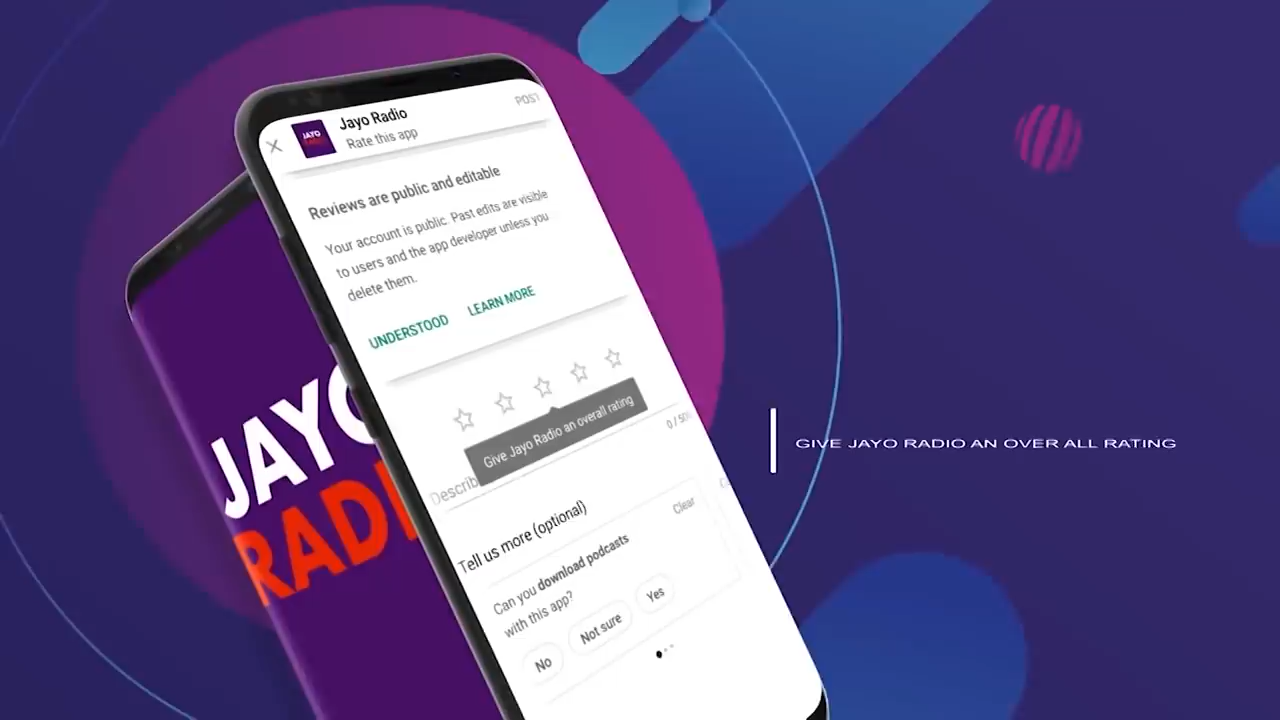 Jayo Radio
Rate this app
POST
JAYO
Reviews are public and editable
Your account is public. Past edits are visible
to users and the app developer unless you
delete them.
UNDERSTOOD LEARN MORE
Give Jayo Radio an overall rating
Describ
Tell us more (optional)
Clear
Can you download podcasts
with this app?
No Not sure Yes
JAYO
RADI
GIVE JAYO RADIO AN OVER ALL RATING